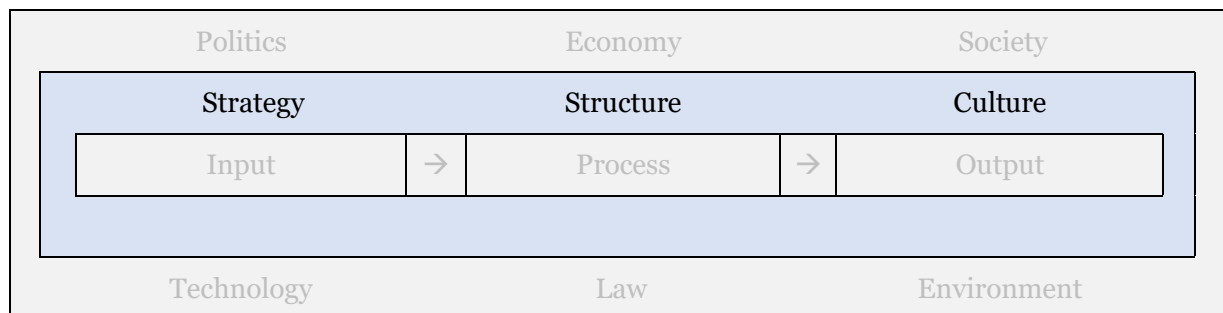 Politics Economy Society
Strategy Structure Culture
Input → Process → Output
Technology Law Environment